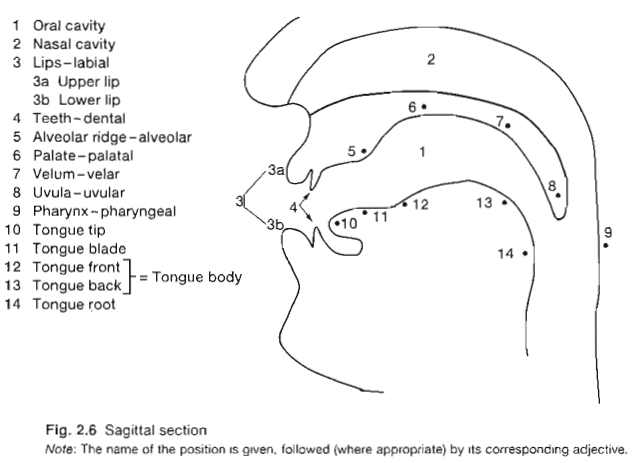 1 Oral cavity
2 Nasal cavity
3 Lips–labial
3a Upper lip
3b Lower lip
4 Teeth–dental
5 Alveolar ridge–alveolar
6 Palate–palatal
7 Velum–velar
8 Uvula–uvular
9 Pharynx–pharyngeal
10 Tongue tip
11 Tongue blade
12 Tongue front
13 Tongue back
= Tongue body
14 Tongue root
2
6
7
5
1
3a
8
3
4
12
13
11
10
3b
9
14
Fig. 2.6 Sagittal section
Note: The name of the position is given, followed (where appropriate) by its corresponding adjective.